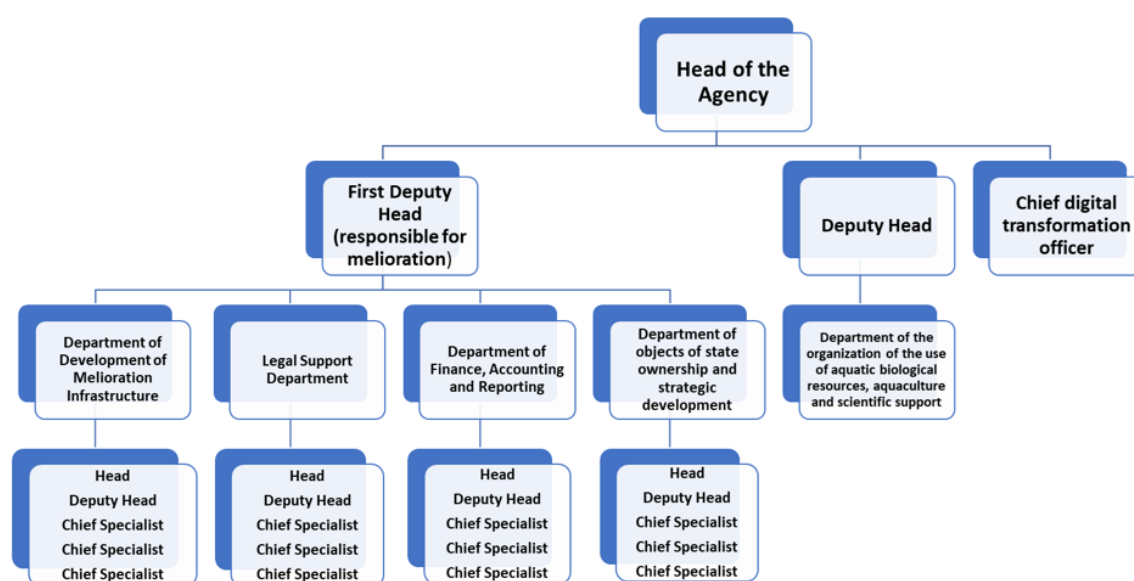 Head of the
Agency
First Deputy
Head
(responsible for
melioration)
Deputy Head
Chief digital
transformation
officer
Department of
Development of
Melioration
Infrastructure
Legal Support
Department
Department of
Finance, Accounting
and Reporting
Department of
objects of state
ownership and
strategic
development
Department of the
organization of the use
of aquatic biological
resources, aquaculture
and scientific support
Head
Deputy Head
Chief Specialist
Chief Specialist
Chief Specialist
Head
Deputy Head
Chief Specialist
Chief Specialist
Chief Specialist
Head
Deputy Head
Chief Specialist
Chief Specialist
Chief Specialist
Head
Deputy Head
Chief Specialist
Chief Specialist
Chief Specialist